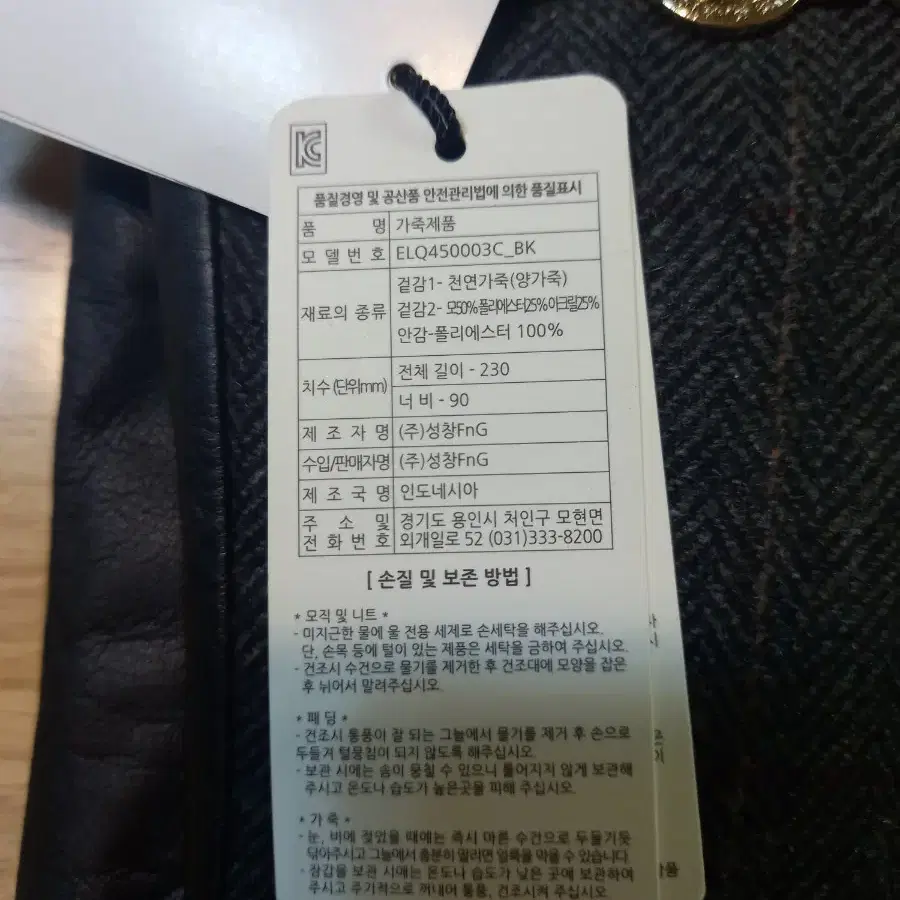 KC
품질경영 및 공산품 안전관리법에 의한 품질표시
품 명 가죽제품
모 델 번 호 ELQ450003C_BK
재료의 종류
겉감1- 천연가죽(양가죽)
겉감2- 모50% 폴리에스터25% 아크릴25%
안감-폴리에스터 100%
치수 (단위mm)
전체 길이 - 230
너 비 - 90
제 조 자 명 (주)성창FnG
수입/판매자명 (주)성창FnG
제 조 국 명 인도네시아
주 소 및 경기도 용인시 처인구 모현면
전 화 번 호 외개일로 52 (031)333-8200
[ 손질 및 보존 방법 ]
* 모직 및 니트 *
- 미지근한 물에 울 전용 세제로 손세탁을 해주십시오.
단, 손목 등에 털이 있는 제품은 세탁을 금하여 주십시오.
- 건조시 수건으로 물기를 제거한 후 건조대에 모양을 잡은
후 뉘어서 말려주십시오.
* 패 딩 *
- 건조시 통풍이 잘 되는 그늘에서 물기를 제거 후 손으로
두들겨 털뭉침이 되지 않도록 해주십시오.
- 보관 시에는 솜이 뭉칠 수 있으니 틀어지지 않게 보관해
주시고 온도나 습도가 높은곳을 피해 주십시오.
* 가 죽 *
- 눈, 비에 젖었을 때에는 즉시 마른 수건으로 두들기듯
닦아주시고 그늘에서 충분히 말리면 얼룩을 막을 수 있습니다.
- 장갑을 보관 시에는 온도나 습도가 낮은 곳에 보관하여
주시고 주기적으로 꺼내어 통풍, 건조시켜 주십시오.